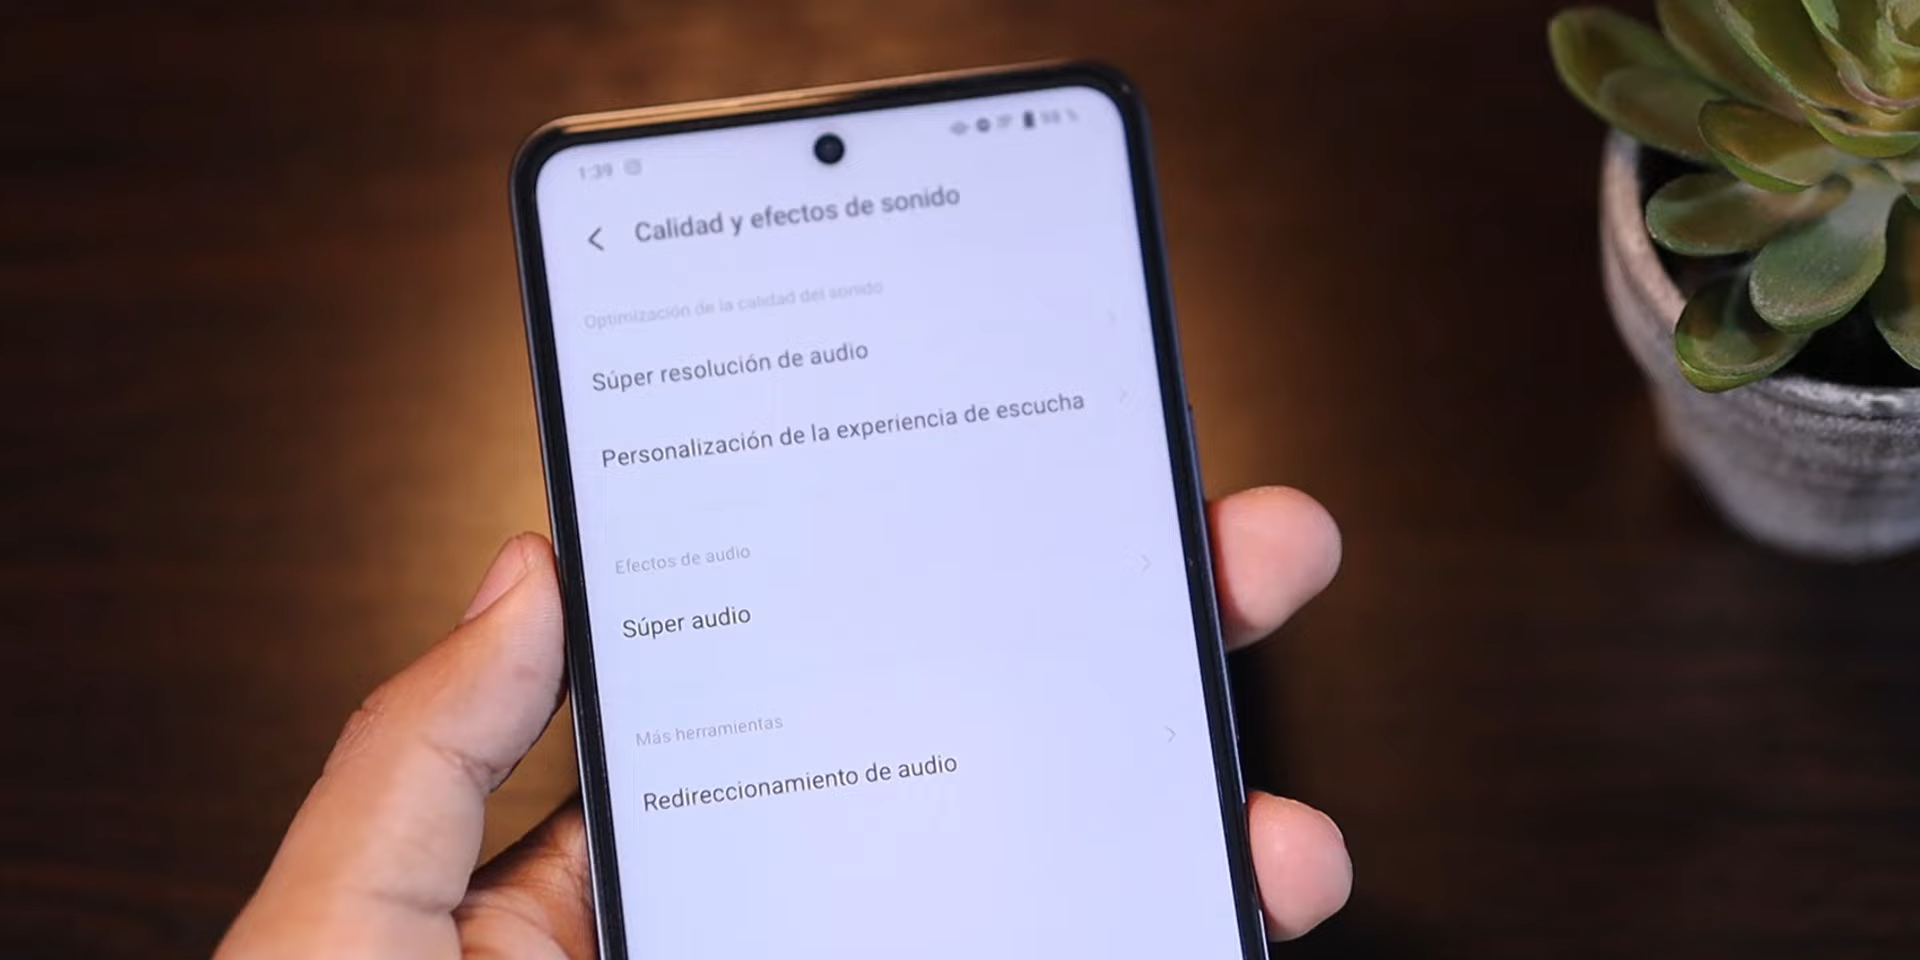 1:39
Calidad y efectos de sonido
Optimización de la calidad del sonido
Súper resolución de audio
Personalización de la experiencia de escucha
Efectos de audio
Súper audio
Más herramientas
Redireccionamiento de audio